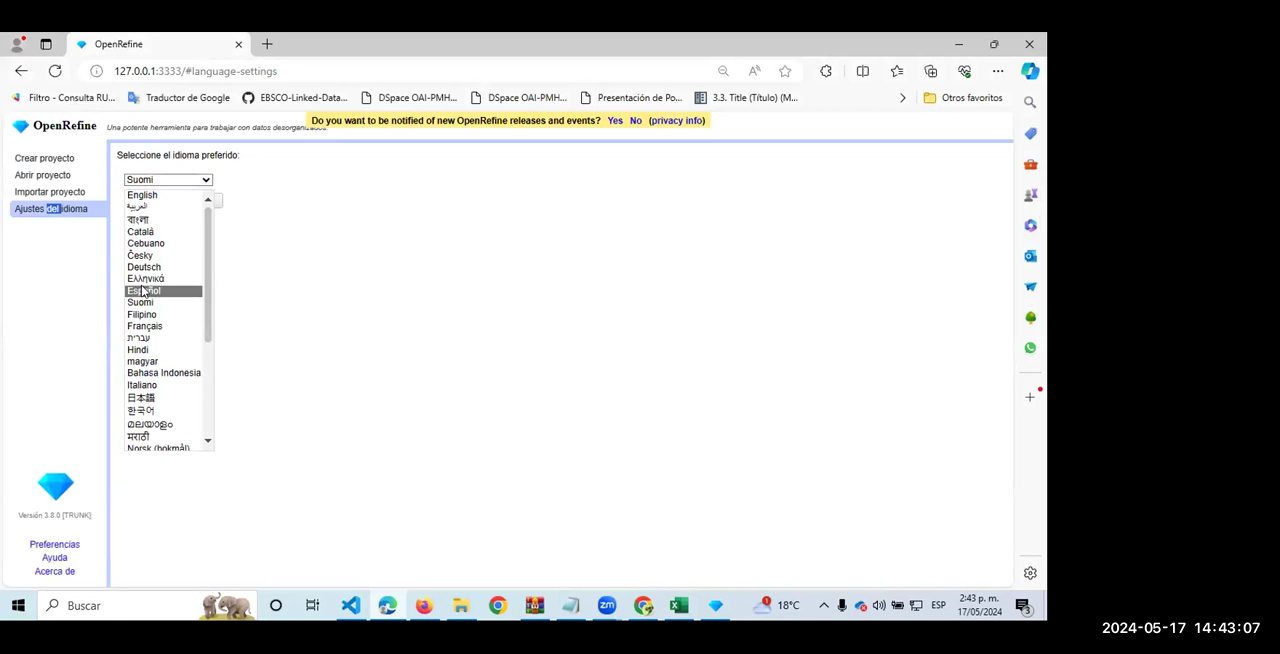 OpenRefine
127.0.0.1:3333/#language-settings
Filtro - Consulta RU...
Traductor de Google
EBSCO-Linked-Data...
DSpace OAI-PMH...
DSpace OAI-PMH...
Presentación de Po...
3.3. Title (Título) (M...
Otros favoritos
OpenRefine
Una potente herramienta para trabajar con datos desorganizados.
Do you want to be notified of new OpenRefine releases and events? Yes No (privacy info)
Crear proyecto
Abrir proyecto
Importar proyecto
Ajustes del idioma
Seleccione el idioma preferido:
Suomi
English
العربية
বাংলা
Català
Cebuano
Česky
Deutsch
Ελληνικά
Español
Suomi
Filipino
Français
עברית
Hindi
magyar
Bahasa Indonesia
Italiano
日本語
한국어
മലയാളം
मराठी
Norsk (bokmål)
Versión 3.8.0 [TRUNK]
Preferencias
Ayuda
Acerca de
Buscar
zm
18°C
ESP
2:43 p. m.
17/05/2024
3
2024-05-17 14:43:07